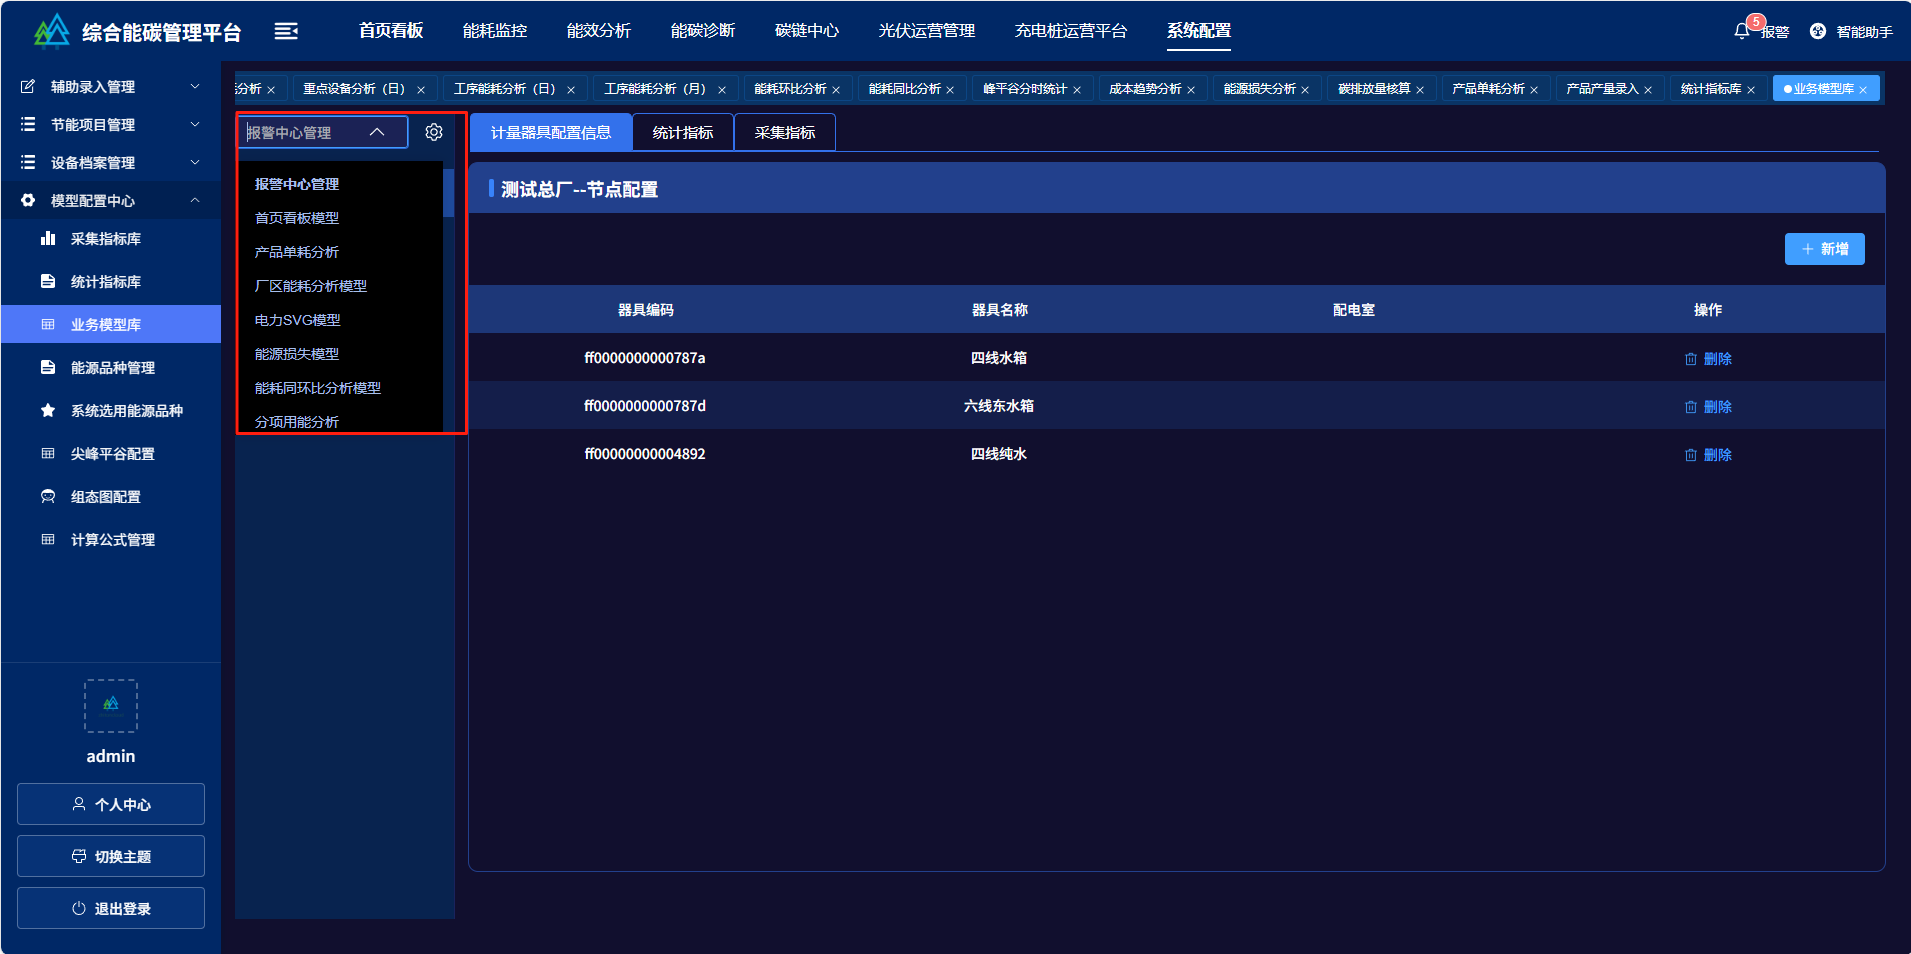 综合能碳管理平台
首页看板
能耗监控
能效分析
能碳诊断
碳链中心
光伏运营管理
充电桩运营平台
系统配置
5
报警
智能助手
辅助录入管理
节能项目管理
设备档案管理
模型配置中心
采集指标库
统计指标库
业务模型库
能源品种管理
系统选用能源品种
尖峰平谷配置
组态图配置
计算公式管理
admin
个人中心
切换主题
退出登录
分析 ×
重点设备分析（日） ×
工序能耗分析（日） ×
工序能耗分析（月） ×
能耗环比分析 ×
能耗同比分析 ×
峰平谷分时统计 ×
成本趋势分析 ×
能源损失分析 ×
碳排放量核算 ×
产品单耗分析 ×
产品产量录入 ×
统计指标库 ×
业务模型库 ×
报警中心管理
报警中心管理
首页看板模型
产品单耗分析
厂区能耗分析模型
电力SVG模型
能源损失模型
能耗同环比分析模型
分项用能分析
计量器具配置信息
统计指标
采集指标
测试总厂--节点配置
新增
器具编码 器具名称 配电室 操作
ff0000000000787a 四线水箱 删除
ff0000000000787d 六线东水箱 删除
ff00000000004892 四线纯水 删除